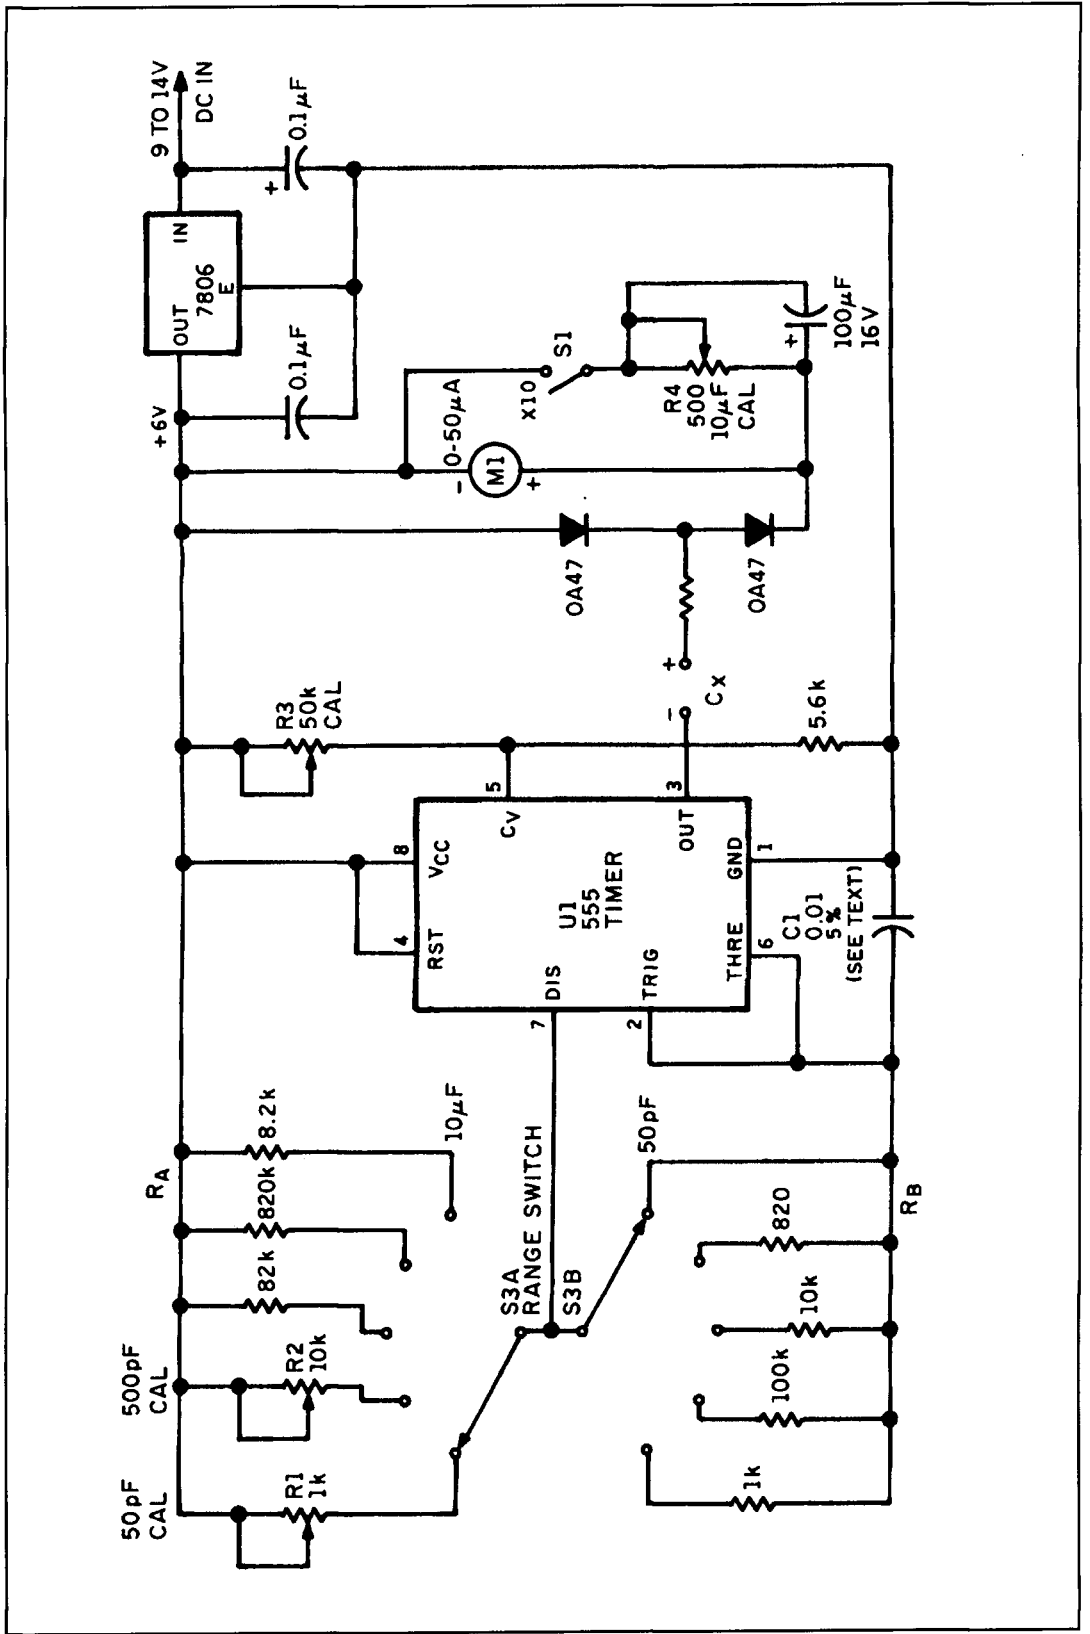 50pF
CAL
500pF
CAL
RA
+6V
9 TO 14V
DC IN
OUT
IN
7806
E
0.1µF
+
0.1µF
R1
1k
R2
10k
82k
820k
8.2k
10µF
R3
50k
CAL
0-50µA
-
M1
+
X10
S1
R4
500
10µF
CAL
+
100µF
16V
OA47
OA47
S3A
RANGE SWITCH
S3B
50pF
4
RST
8
VCC
7
DIS
U1
555
TIMER
CV
5
2
TRIG
OUT
3
THRE
6
GND
1
-
+
CX
5.6k
C1
0.01
5%
(SEE TEXT)
1k
100k
10k
820
RB